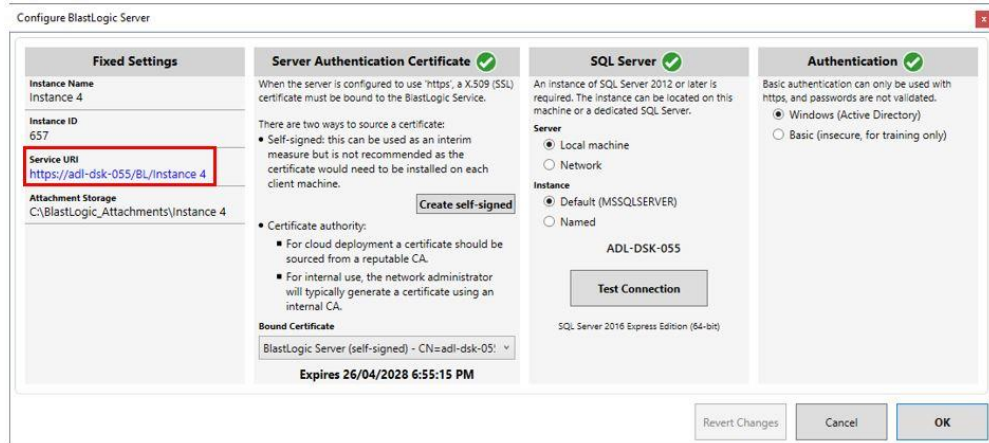 Configure BlastLogic Server
x
Fixed Settings
Instance Name
Instance 4
Instance ID
657
Service URI
https://adl-dsk-055/BL/Instance 4
Attachment Storage
C:\BlastLogic_Attachments\Instance 4
Server Authentication Certificate
When the server is configured to use 'https', a X.509 (SSL)
certificate must be bound to the BlastLogic Service.
There are two ways to source a certificate:
• Self-signed: this can be used as an interim
measure but is not recommended as the
certificate would need to be installed on each
client machine.
Create self-signed
• Certificate authority:
▪ For cloud deployment a certificate should be
sourced from a reputable CA.
▪ For internal use, the network administrator
will typically generate a certificate using an
internal CA.
Bound Certificate
BlastLogic Server (self-signed) - CN=adl-dsk-05
Expires 26/04/2028 6:55:15 PM
SQL Server
An instance of SQL Server 2012 or later is
required. The instance can be located on this
machine or a dedicated SQL Server.
Server
Local machine
Network
Instance
Default (MSSQLSERVER)
Named
ADL-DSK-055
Test Connection
SQL Server 2016 Express Edition (64-bit)
Authentication
Basic authentication can only be used with
https, and passwords are not validated.
Windows (Active Directory)
Basic (insecure, for training only)
Revert Changes
Cancel
OK